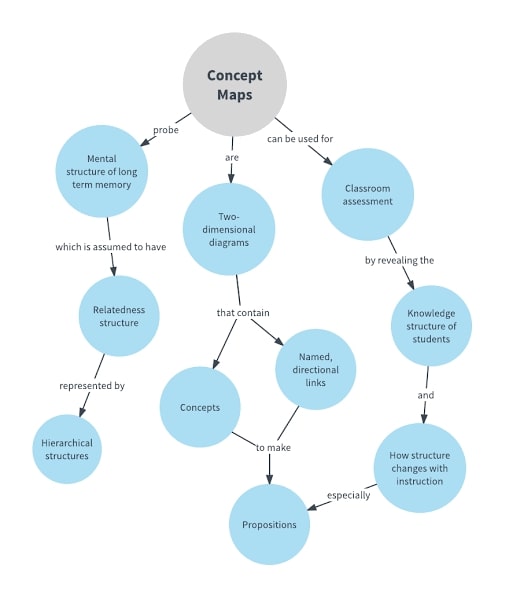 Concept
Maps
probe
are
can be used for
Mental
structure of long
term memory
Two-
dimensional
diagrams
Classroom
assessment
which is assumed to have
by revealing the
Relatedness
structure
that contain
Knowledge
structure of
students
Named,
directional
links
represented by
and
Concepts
Hierarchical
structures
to make
How structure
changes with
instruction
especially
Propositions